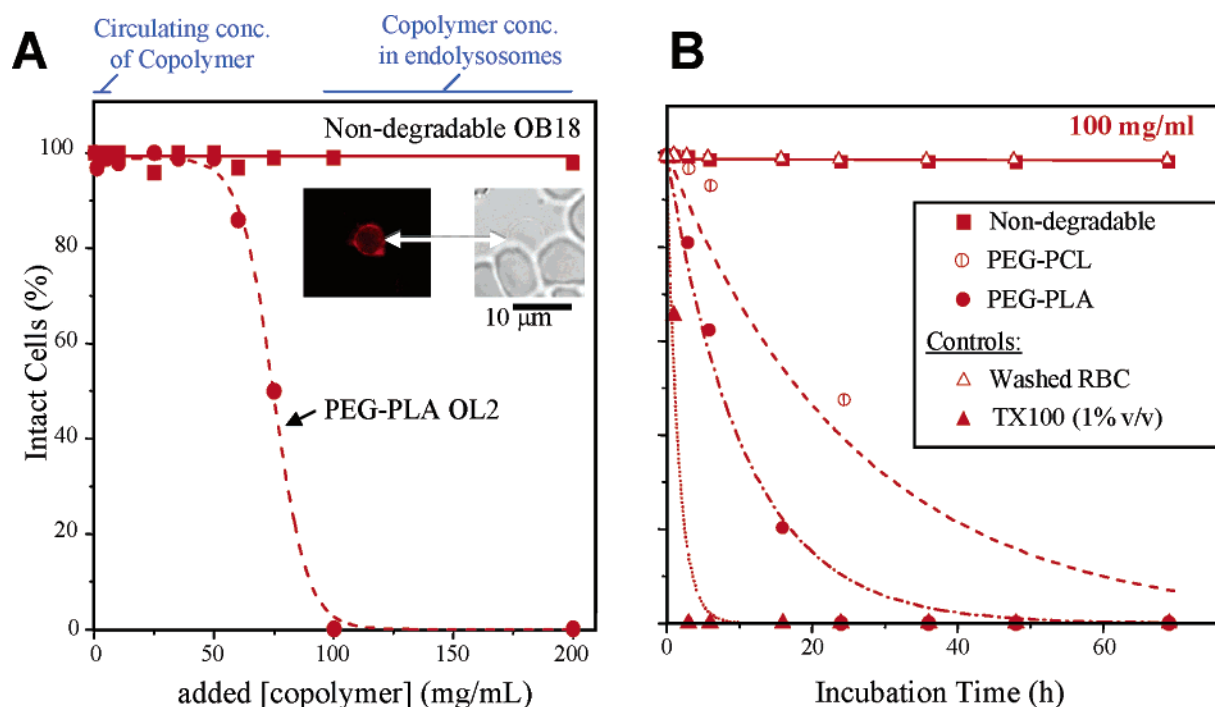 A
Circulating conc.
of Copolymer
Copolymer conc.
in endolysosomes
Non-degradable OB18
10 μm
PEG-PLA OL2
Intact Cells (%)
100
80
60
40
20
0
0
50
100
150
200
added [copolymer] (mg/mL)
B
100 mg/ml
Non-degradable
PEG-PCL
PEG-PLA
Controls:
Washed RBC
TX100 (1% v/v)
0
20
40
60
Incubation Time (h)